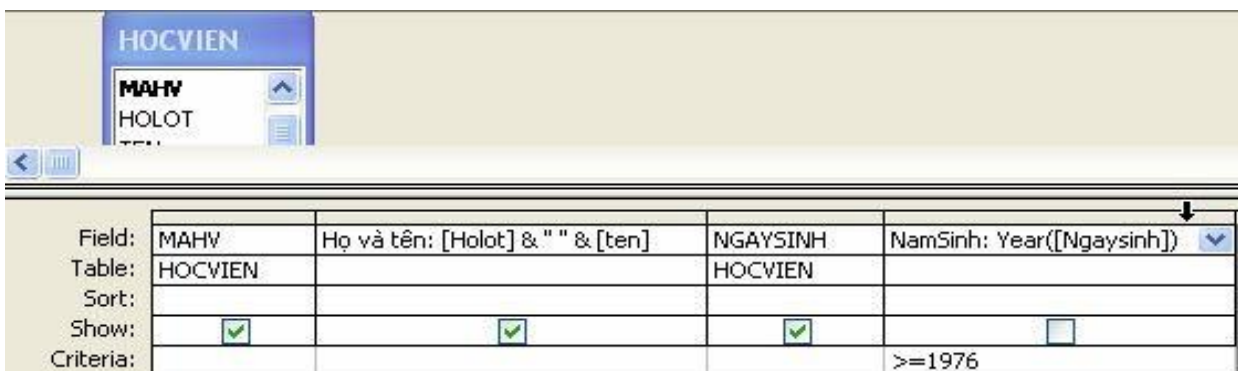 HOCVIEN
MAHV
HOLOT
TEN
Field: MAHV Họ và tên: [Holot] & " " & [ten] NGAYSINH NamSinh: Year([Ngaysinh])
Table: HOCVIEN HOCVIEN
Sort:
Show:
Criteria: >=1976